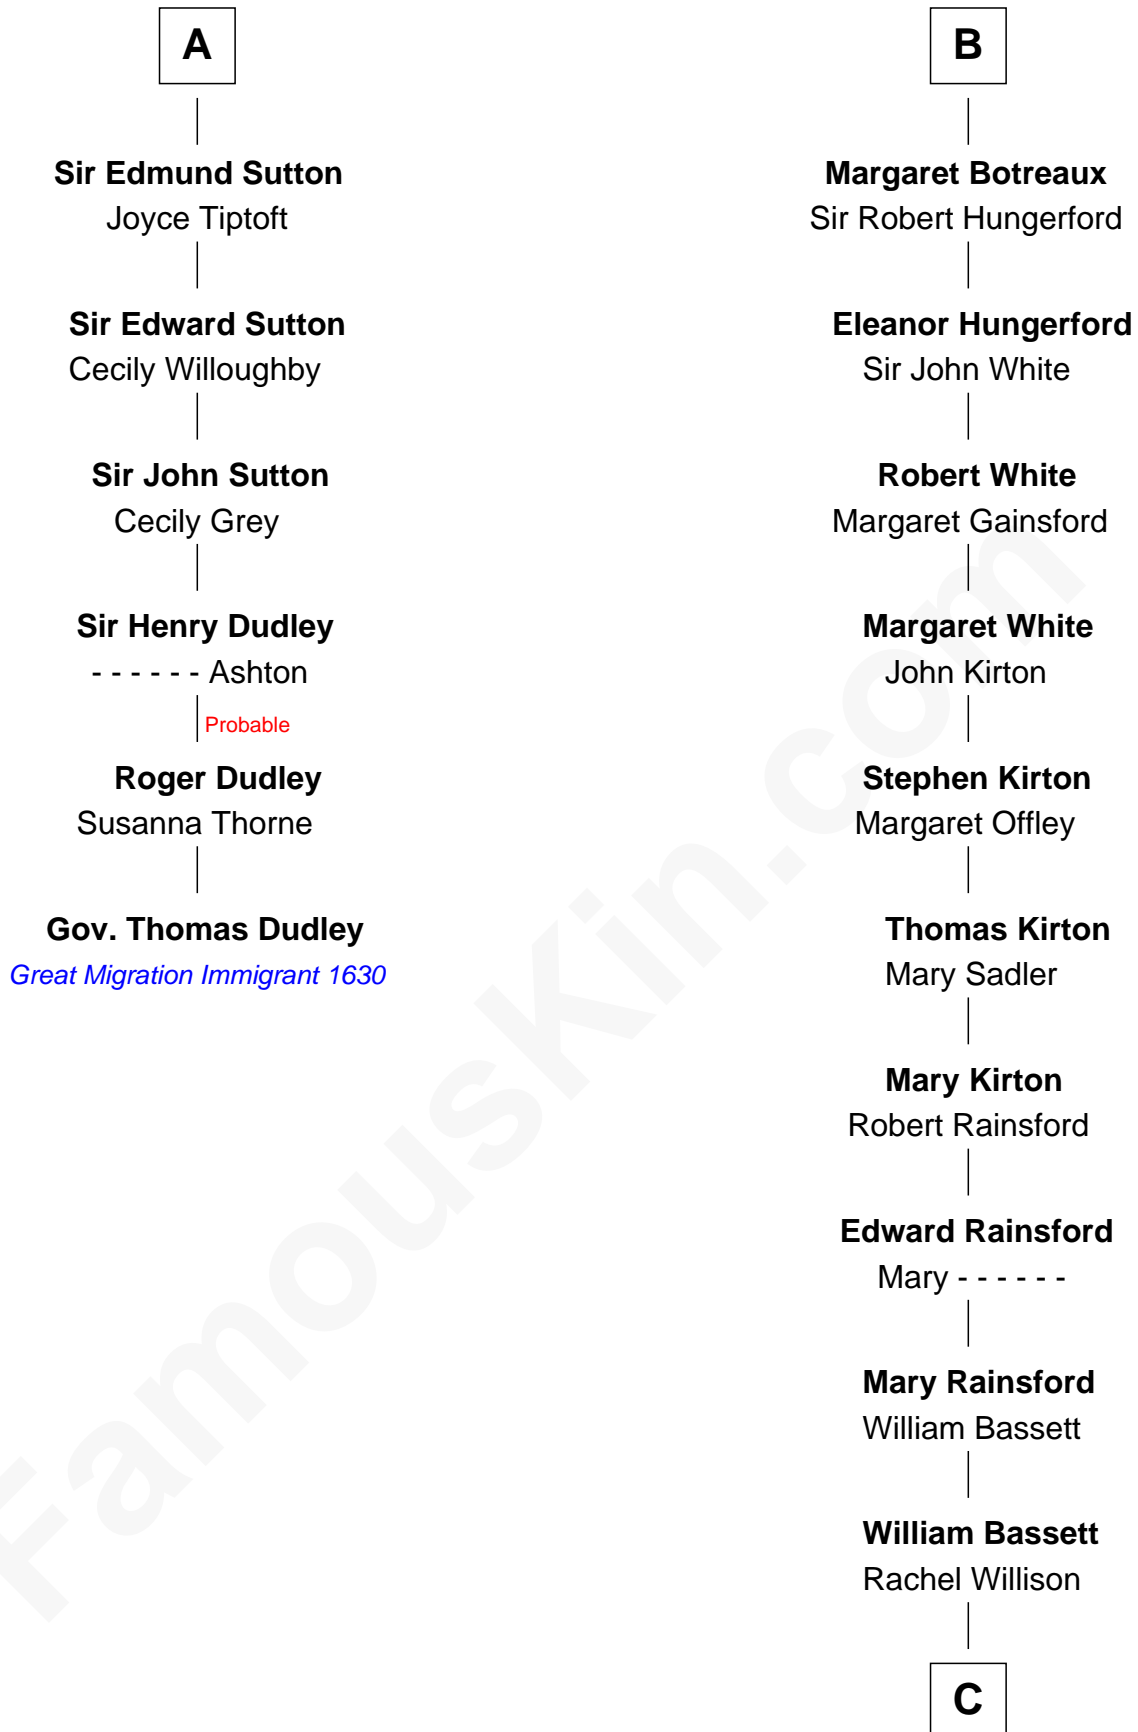 A
Sir Edmund Sutton
Joyce Tiptoft
Sir Edward Sutton
Cecily Willoughby
Sir John Sutton
Cecily Grey
Sir Henry Dudley
- - - - - - Ashton
Probable
Roger Dudley
Susanna Thorne
Gov. Thomas Dudley
Great Migration Immigrant 1630
B
Margaret Botreaux
Sir Robert Hungerford
Eleanor Hungerford
Sir John White
Robert White
Margaret Gainsford
Margaret White
John Kirton
Stephen Kirton
Margaret Offley
Thomas Kirton
Mary Sadler
Mary Kirton
Robert Rainsford
Edward Rainsford
Mary - - - - - -
Mary Rainsford
William Bassett
William Bassett
Rachel Willison
C
FamousKin.com